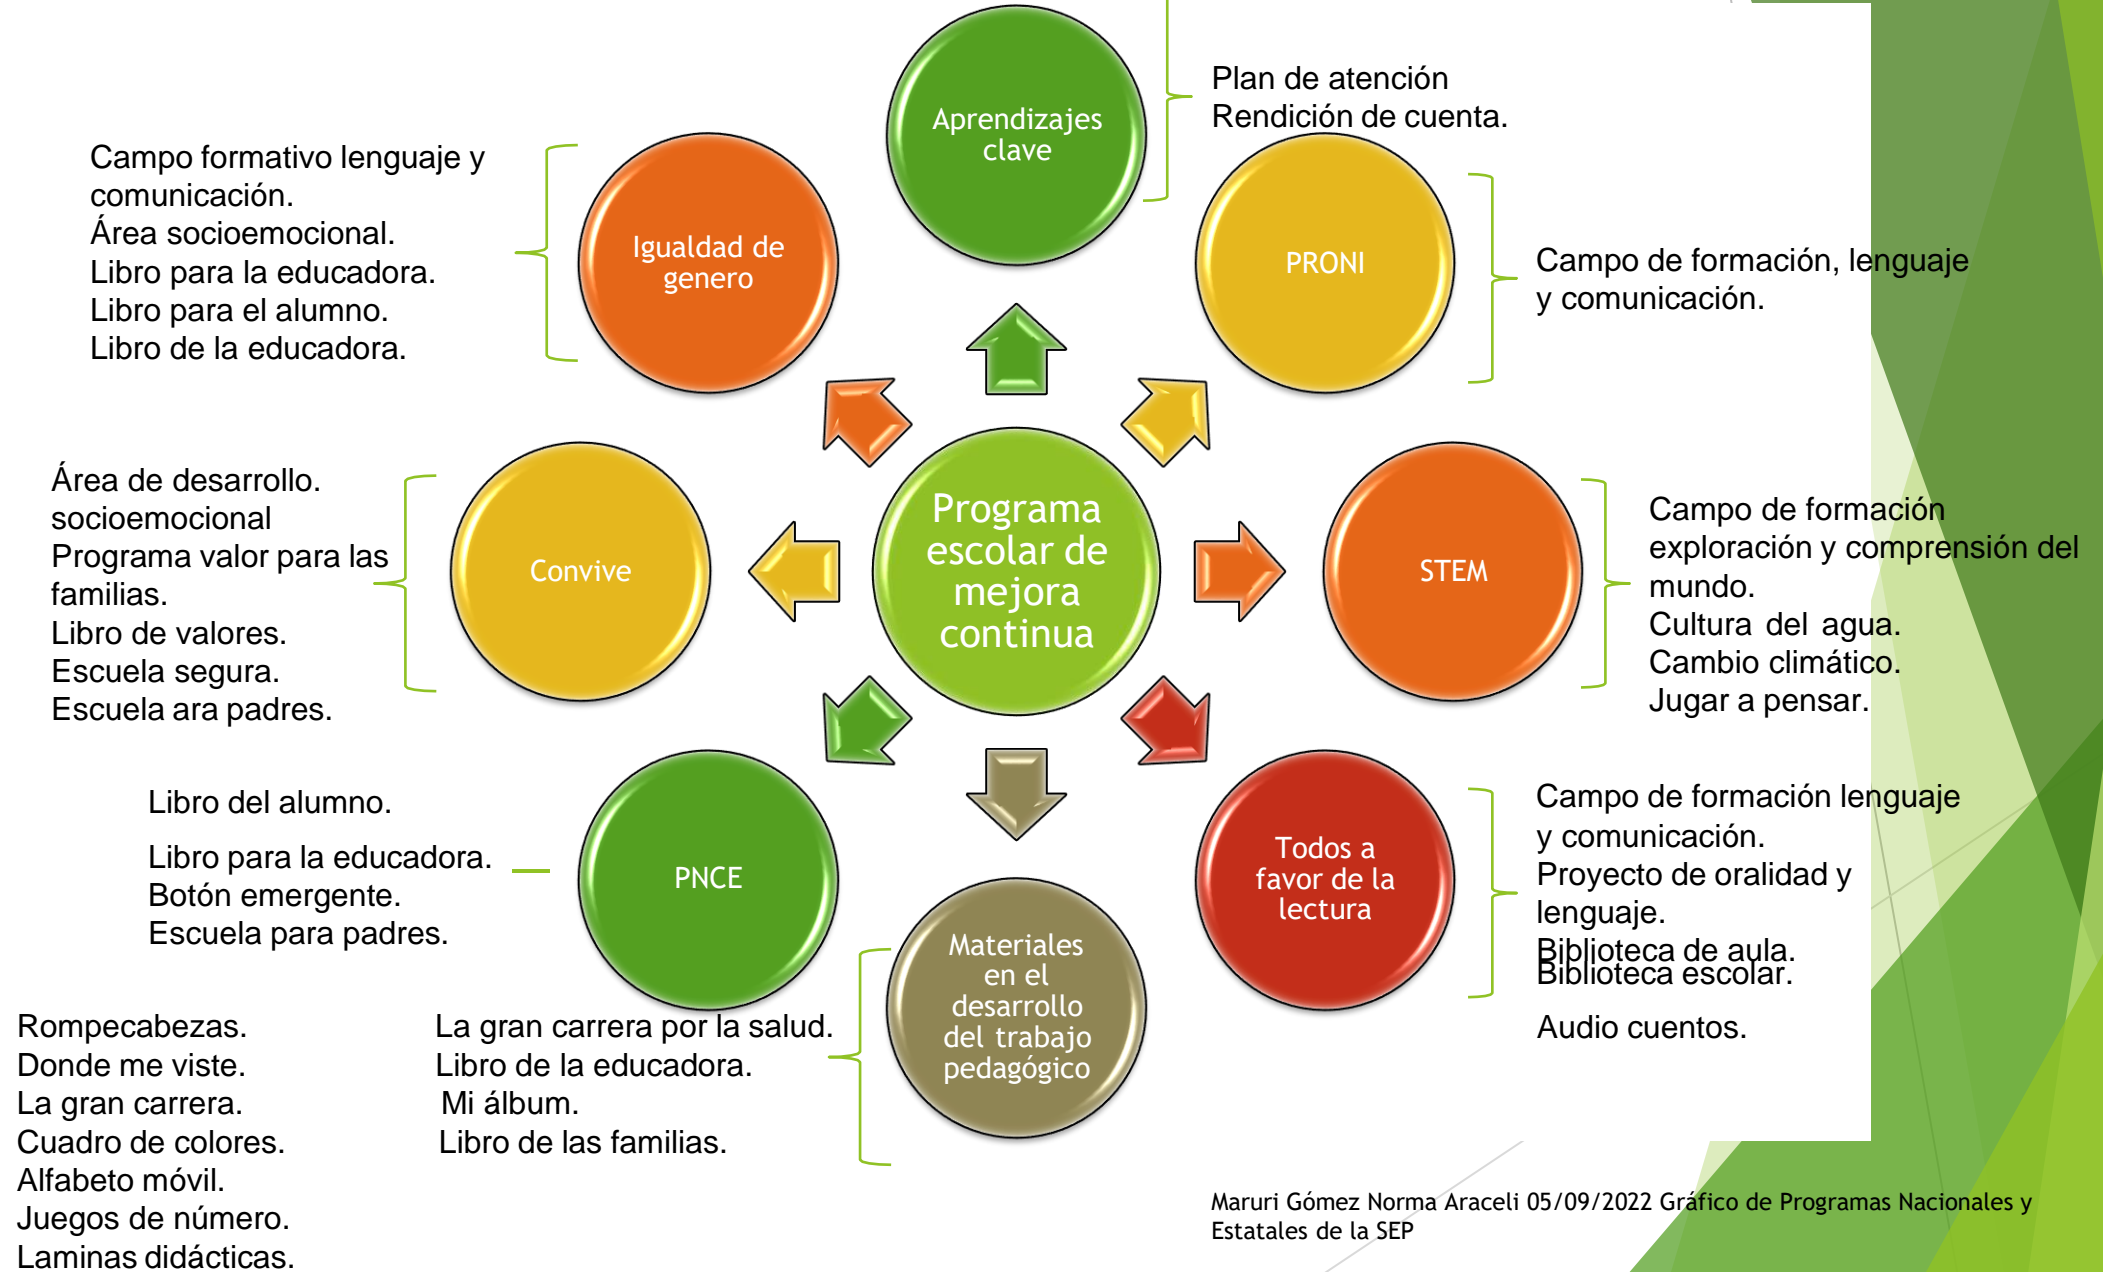 Aprendizajes
clave
Plan de atención
Rendición de cuenta.
Campo formativo lenguaje y
comunicación.
Área socioemocional.
Libro para la educadora.
Libro para el alumno.
Libro de la educadora.
Igualdad de
genero
PRONI
Campo de formación, lenguaje
y comunicación.
Área de desarrollo.
socioemocional
Programa valor para las
familias.
Libro de valores.
Escuela segura.
Escuela ara padres.
Convive
Programa
escolar de
mejora
continua
STEM
Campo de formación
exploración y comprensión del
mundo.
Cultura del agua.
Cambio climático.
Jugar a pensar.
Libro del alumno.
Libro para la educadora.
Botón emergente.
Escuela para padres.
PNCE
Todos a
favor de la
lectura
Campo de formación lenguaje
y comunicación.
Proyecto de oralidad y
lenguaje.
Biblioteca de aula.
Biblioteca escolar.
Audio cuentos.
Materiales
en el
desarrollo
del trabajo
pedagógico
Rompecabezas.
Donde me viste.
La gran carrera.
Cuadro de colores.
Alfabeto móvil.
Juegos de número.
Laminas didácticas.
La gran carrera por la salud.
Libro de la educadora.
Mi álbum.
Libro de las familias.
Maruri Gómez Norma Araceli 05/09/2022 Gráfico de Programas Nacionales y
Estatales de la SEP